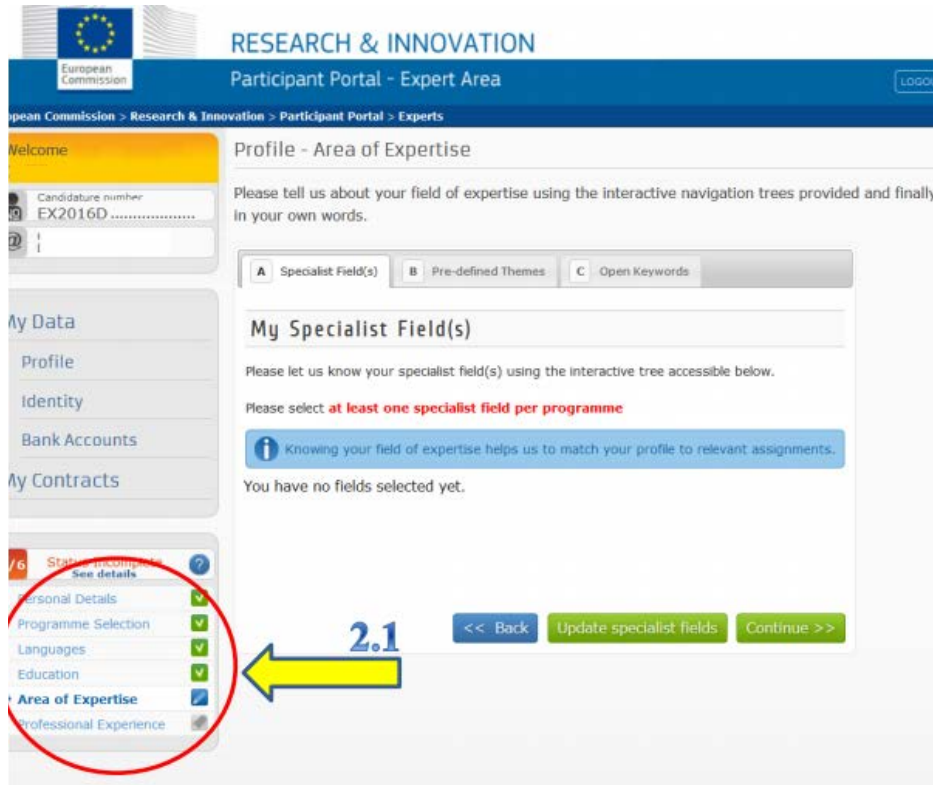 European
Commission
RESEARCH & INNOVATION
Participant Portal - Expert Area
LOGOU
opean Commission > Research & Innovation > Participant Portal > Experts
Welcome
Candidature number
EX2016D ....................
@
My Data
Profile
Identity
Bank Accounts
My Contracts
/6 Status Incomplete ?
See details
Personal Details
Programme Selection
Languages
Education
Area of Expertise
Professional Experience
Profile - Area of Expertise
Please tell us about your field of expertise using the interactive navigation trees provided and finally
in your own words.
A Specialist Field(s) B Pre-defined Themes C Open Keywords
My Specialist Field(s)
Please let us know your specialist field(s) using the interactive tree accessible below.
Please select at least one specialist field per programme
i Knowing your field of expertise helps us to match your profile to relevant assignments.
You have no fields selected yet.
2.1
<< Back Update specialist fields Continue >>